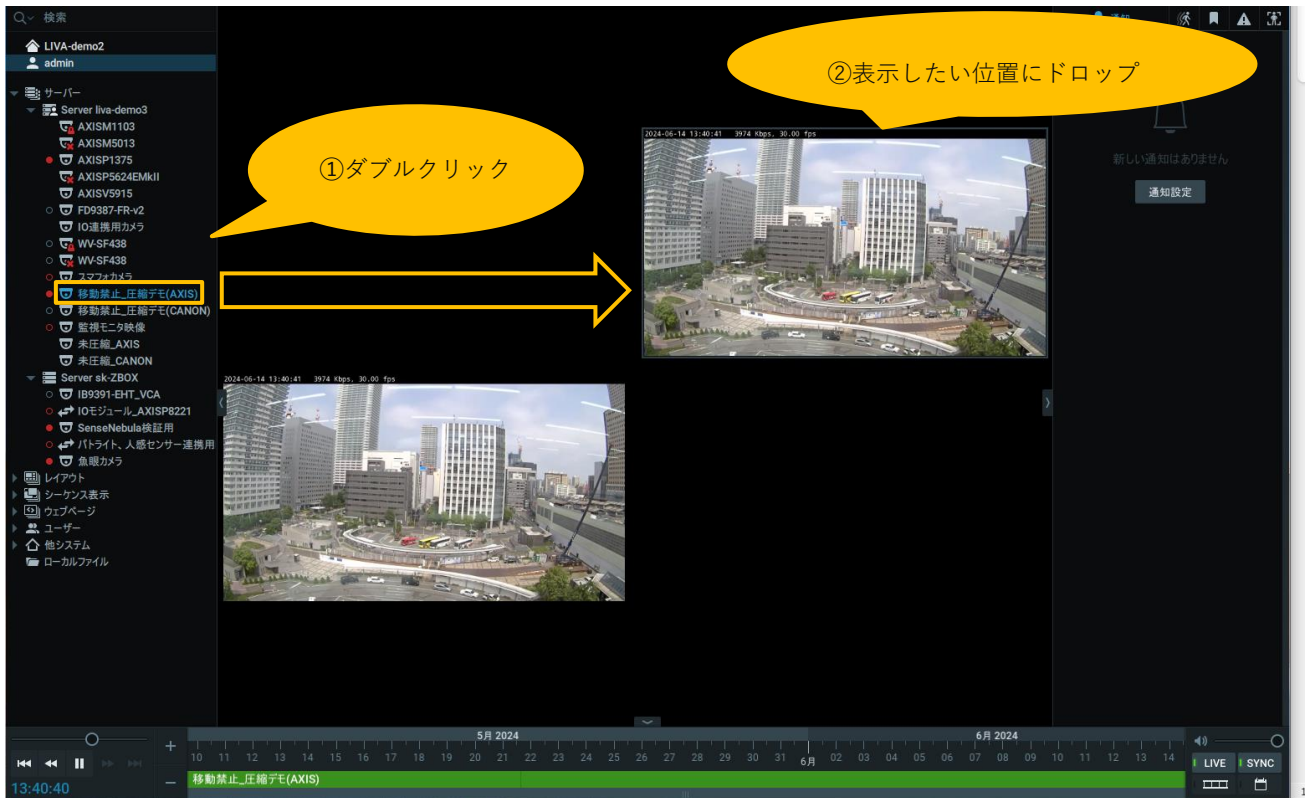 検索
通知
LIVA-demo2
admin
サーバー
Server liva-demo3
AXISM1103
AXISM5013
AXISP1375
AXISP5624EMkII
AXISV5915
FD9387-FR-v2
IO連携用カメラ
WV-SF438
WV-SF438
スマフォカメラ
移動禁止_圧縮デモ(AXIS)
移動禁止_圧縮デモ(CANON)
監視モニタ映像
未圧縮_AXIS
未圧縮_CANON
Server sk-ZBOX
IB9391-EHT_VCA
IOモジュール_AXISP8221
SenseNebula検証用
パトライト、人感センサー連携用
魚眼カメラ
レイアウト
シーケンス表示
ウェブページ
ユーザー
他システム
ローカルファイル
①ダブルクリック
②表示したい位置にドロップ
2024-06-14 13:40:41 3974 Kbps, 30.00 fps
2024-06-14 13:40:41 3974 Kbps, 30.00 fps
新しい通知はありません
通知設定
5月 2024 6月 2024
10 11 12 13 14 15 16 17 18 19 20 21 22 23 24 25 26 27 28 29 30 31 6月 02 03 04 05 06 07 08 09 10 11 12 13 14
移動禁止_圧縮デモ(AXIS)
13:40:40
LIVE SYNC
1